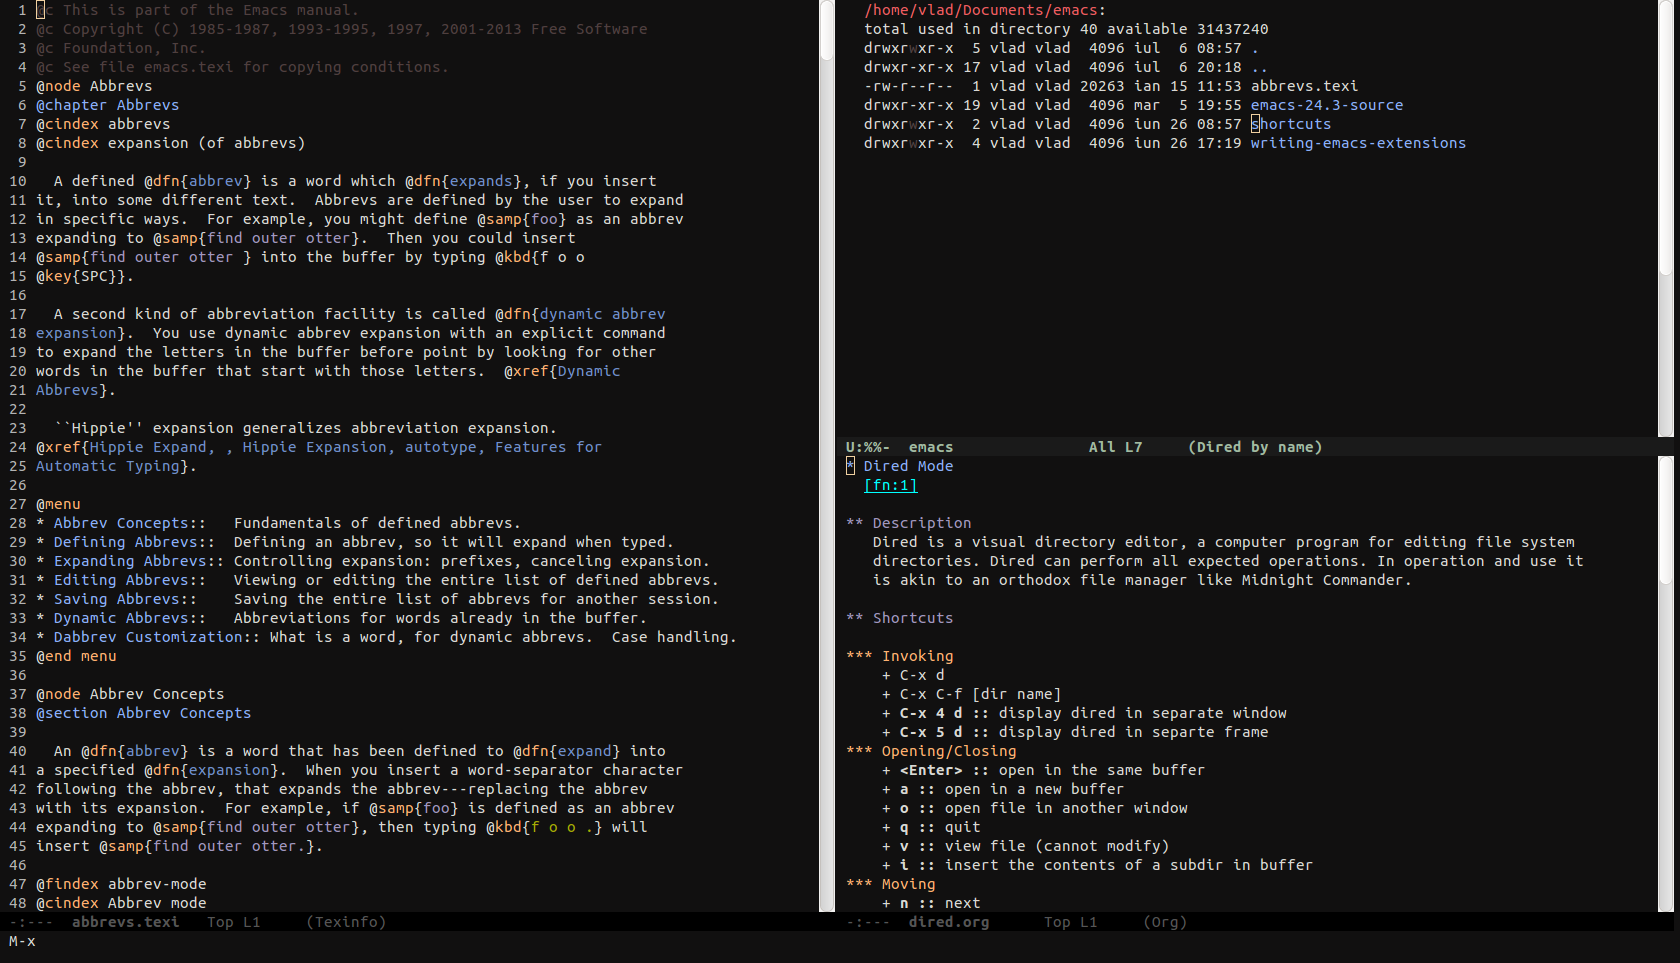 1 @c This is part of the Emacs manual.
2 @c Copyright (C) 1985-1987, 1993-1995, 1997, 2001-2013 Free Software
3 @c Foundation, Inc.
4 @c See file emacs.texi for copying conditions.
5 @node Abbrevs
6 @chapter Abbrevs
7 @cindex abbrevs
8 @cindex expansion (of abbrevs)
9
10   A defined @dfn{abbrev} is a word which @dfn{expands}, if you insert
11 it, into some different text.  Abbrevs are defined by the user to expand
12 in specific ways.  For example, you might define @samp{foo} as an abbrev
13 expanding to @samp{find outer otter}.  Then you could insert
14 @samp{find outer otter } into the buffer by typing @kbd{f o o
15 @key{SPC}}.
16
17   A second kind of abbreviation facility is called @dfn{dynamic abbrev
18 expansion}.  You use dynamic abbrev expansion with an explicit command
19 to expand the letters in the buffer before point by looking for other
20 words in the buffer that start with those letters.  @xref{Dynamic
21 Abbrevs}.
22
23   ``Hippie'' expansion generalizes abbreviation expansion.
24 @xref{Hippie Expand, , Hippie Expansion, autotype, Features for
25 Automatic Typing}.
26
27 @menu
28 * Abbrev Concepts::   Fundamentals of defined abbrevs.
29 * Defining Abbrevs::  Defining an abbrev, so it will expand when typed.
30 * Expanding Abbrevs:: Controlling expansion: prefixes, canceling expansion.
31 * Editing Abbrevs::   Viewing or editing the entire list of defined abbrevs.
32 * Saving Abbrevs::    Saving the entire list of abbrevs for another session.
33 * Dynamic Abbrevs::   Abbreviations for words already in the buffer.
34 * Dabbrev Customization:: What is a word, for dynamic abbrevs.  Case handling.
35 @end menu
36
37 @node Abbrev Concepts
38 @section Abbrev Concepts
39
40   An @dfn{abbrev} is a word that has been defined to @dfn{expand} into
41 a specified @dfn{expansion}.  When you insert a word-separator character
42 following the abbrev, that expands the abbrev---replacing the abbrev
43 with its expansion.  For example, if @samp{foo} is defined as an abbrev
44 expanding to @samp{find outer otter}, then typing @kbd{f o o .} will
45 insert @samp{find outer otter.}.
46
47 @findex abbrev-mode
48 @cindex Abbrev mode
-:---  abbrevs.texi   Top L1     (Texinfo)
/home/vlad/Documents/emacs:
total used in directory 40 available 31437240
drwxrwxr-x  5 vlad vlad  4096 iul  6 08:57 .
drwxr-xr-x 17 vlad vlad  4096 iul  6 20:18 ..
-rw-r--r--  1 vlad vlad 20263 ian 15 11:53 abbrevs.texi
drwxr-xr-x 19 vlad vlad  4096 mar  5 19:55 emacs-24.3-source
drwxrwxr-x  2 vlad vlad  4096 iun 26 08:57 shortcuts
drwxrwxr-x  4 vlad vlad  4096 iun 26 17:19 writing-emacs-extensions
U:%%-  emacs               All L7     (Dired by name)
* Dired Mode
[fn:1]
** Description
Dired is a visual directory editor, a computer program for editing file system
directories. Dired can perform all expected operations. In operation and use it
is akin to an orthodox file manager like Midnight Commander.
** Shortcuts
*** Invoking
+ C-x d
+ C-x C-f [dir name]
+ C-x 4 d :: display dired in separate window
+ C-x 5 d :: display dired in separte frame
*** Opening/Closing
+ <Enter> :: open in the same buffer
+ a :: open in a new buffer
+ o :: open file in another window
+ q :: quit
+ v :: view file (cannot modify)
+ i :: insert the contents of a subdir in buffer
*** Moving
+ n :: next
-:---  dired.org      Top L1     (Org)
M-x